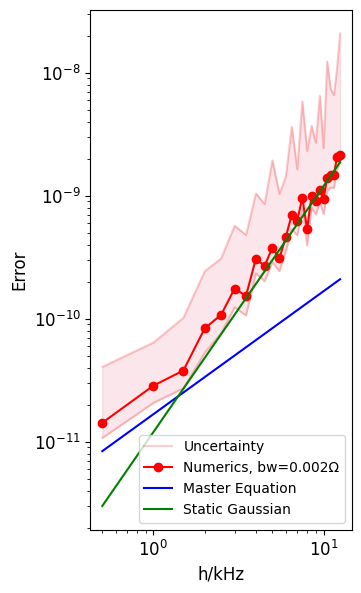 10⁻⁸
10⁻⁹
10⁻¹⁰
10⁻¹¹
Error
Uncertainty
Numerics, bw=0.002Ω
Master Equation
Static Gaussian
10⁰
10¹
h/kHz